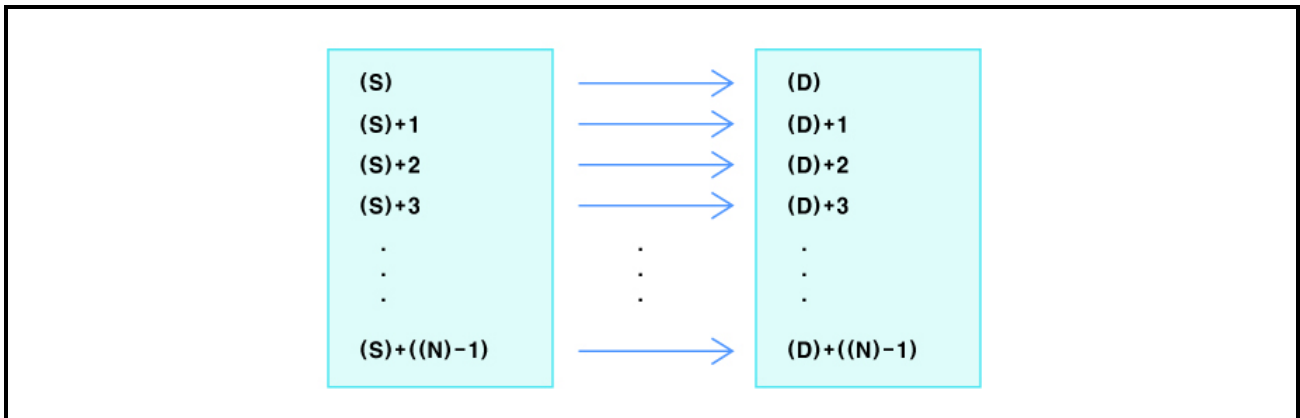 (S) (D)
(S)+1 (D)+1
(S)+2 (D)+2
(S)+3 (D)+3
. . .
. . .
. . .
(S)+((N)-1) (D)+((N)-1)